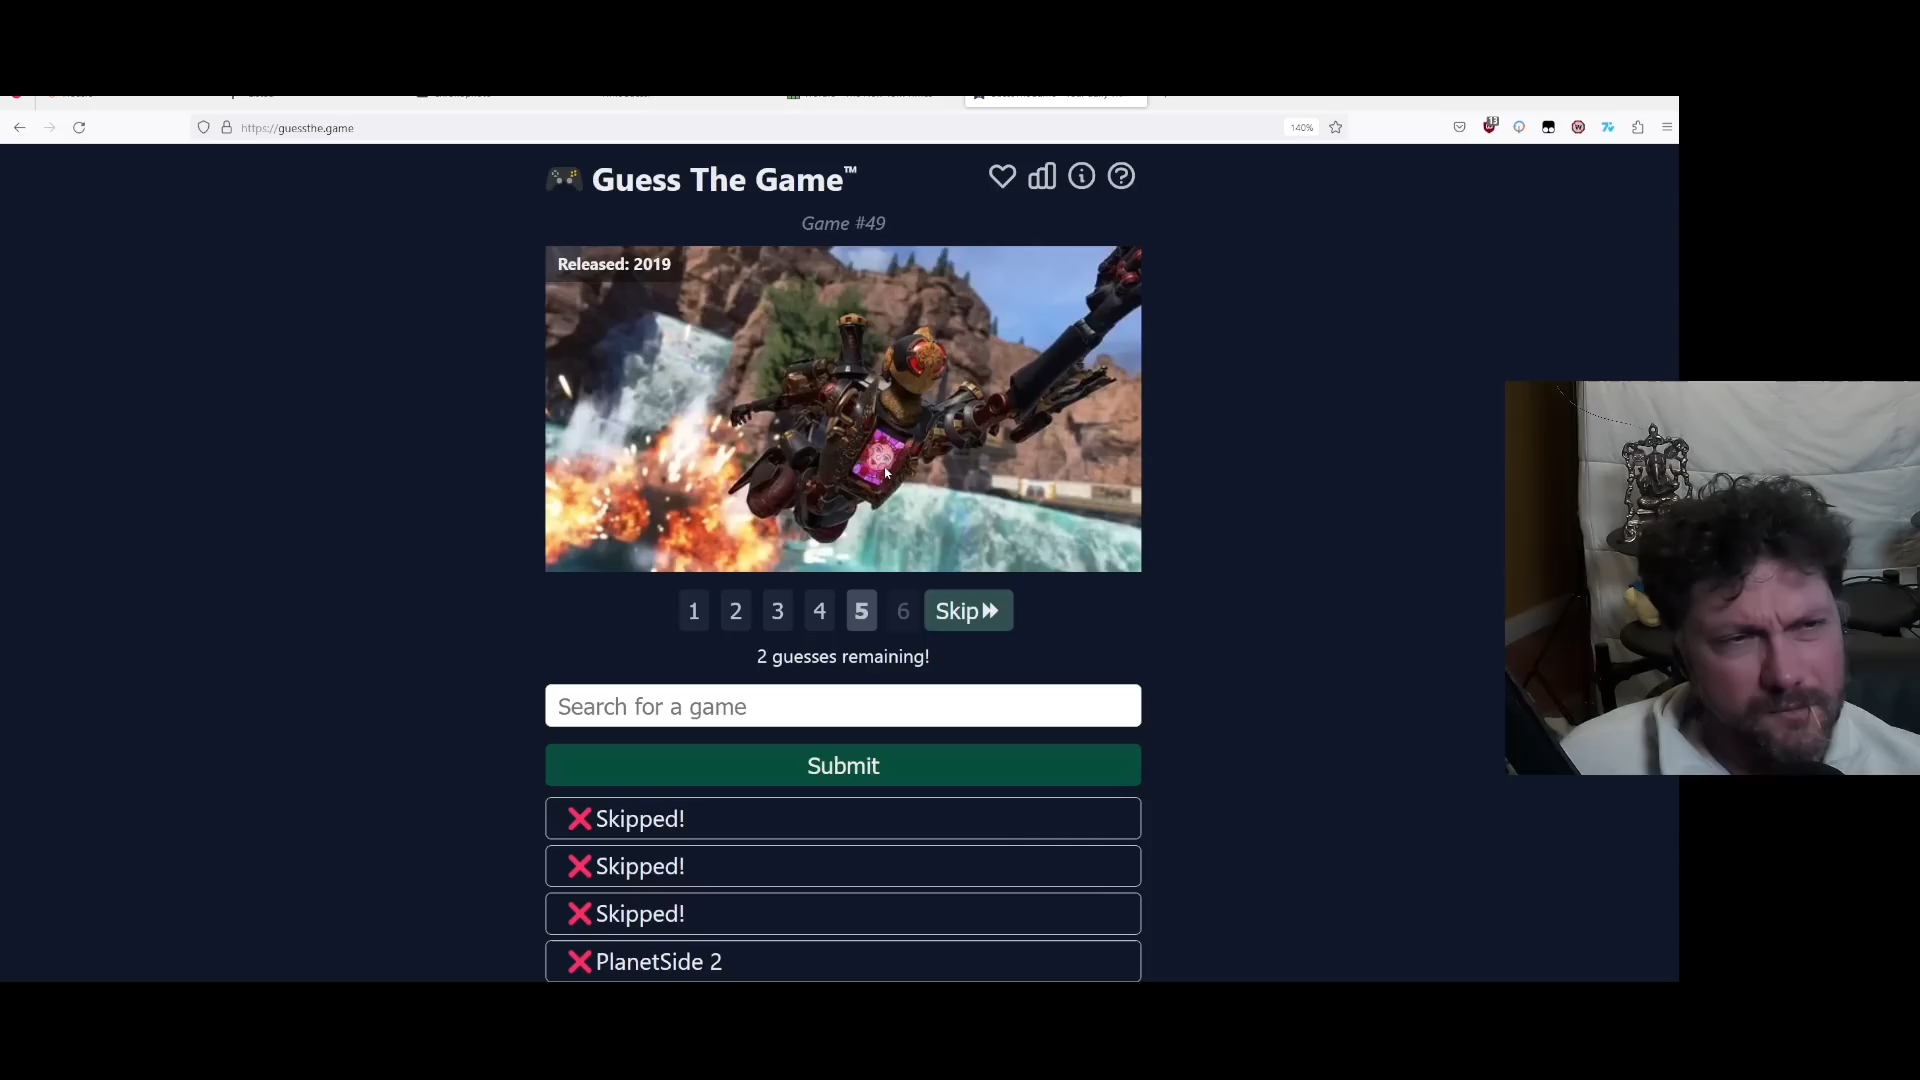 https://guessthe.game
140%
13
Guess The Game™
Game #49
Released: 2019
1 2 3 4 5 6 Skip
2 guesses remaining!
Search for a game
Submit
Skipped!
Skipped!
Skipped!
PlanetSide 2